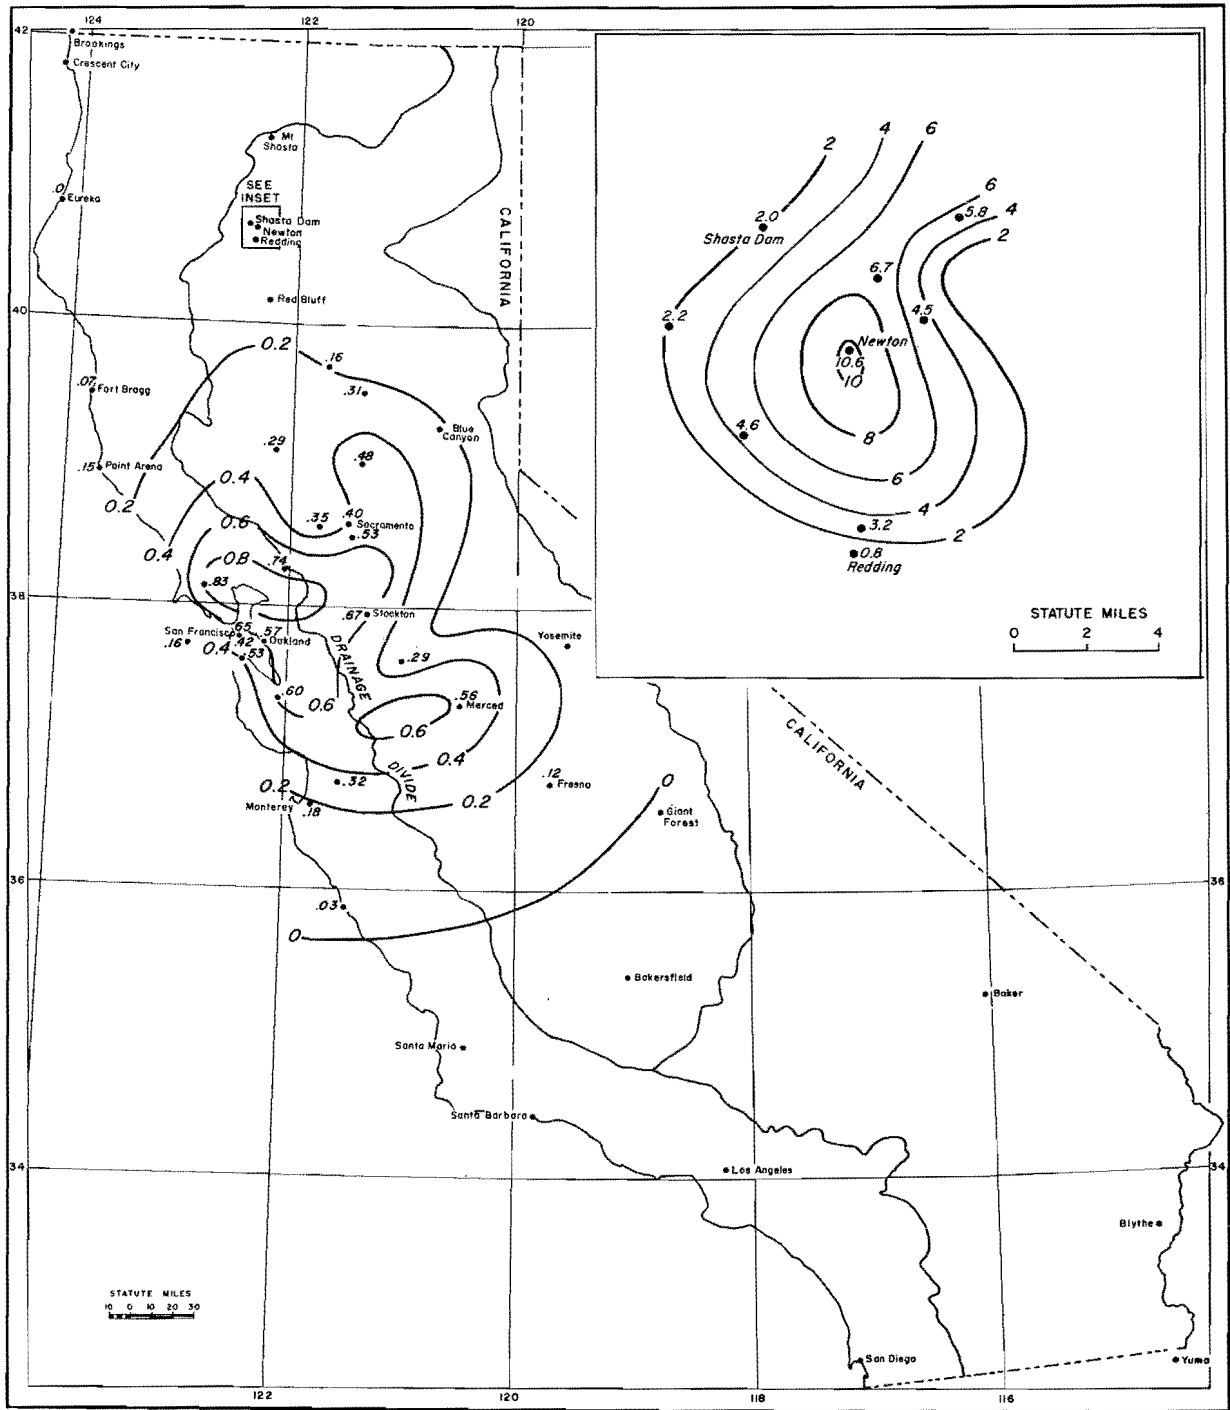 124
122
120
42
Brookings
Crescent City
Mt
Shasta
.0
Eureka
SEE
INSET
Shasta Dam
Newton
Redding
CALIFORNIA
Red Bluff
40
0.2
.16
.31
.07
Fort Bragg
Blue
Canyon
.29
.48
.15
Point Arena
0.4
0.2
0.6
.35
.40
Sacramento
.53
0.4
0.8
.74
.83
38
.67
Stockton
San Francisco
.65
.57
Oakland
.16
.42
0.4
.53
DRAINAGE
DIVIDE
Yosemite
.29
.60
0.6
.56
Merced
0.6
0.4
.32
0.2
Monterey
.18
0.2
.12
Fresno
0
Giant
Forest
36
.03
0
Bakersfield
Baker
Santa Maria
Santa Barbara
34
Los Angeles
34
36
Blythe
San Diego
Yuma
CALIFORNIA
STATUTE MILES
10 0 10 20 30
122
120
118
116
2
4
6
6
5.8
4
2
2.0
Shasta Dam
6.7
2.2
4.5
Newton
10.6
10
4.6
8
6
4
3.2
2
0.8
Redding
STATUTE MILES
0 2 4